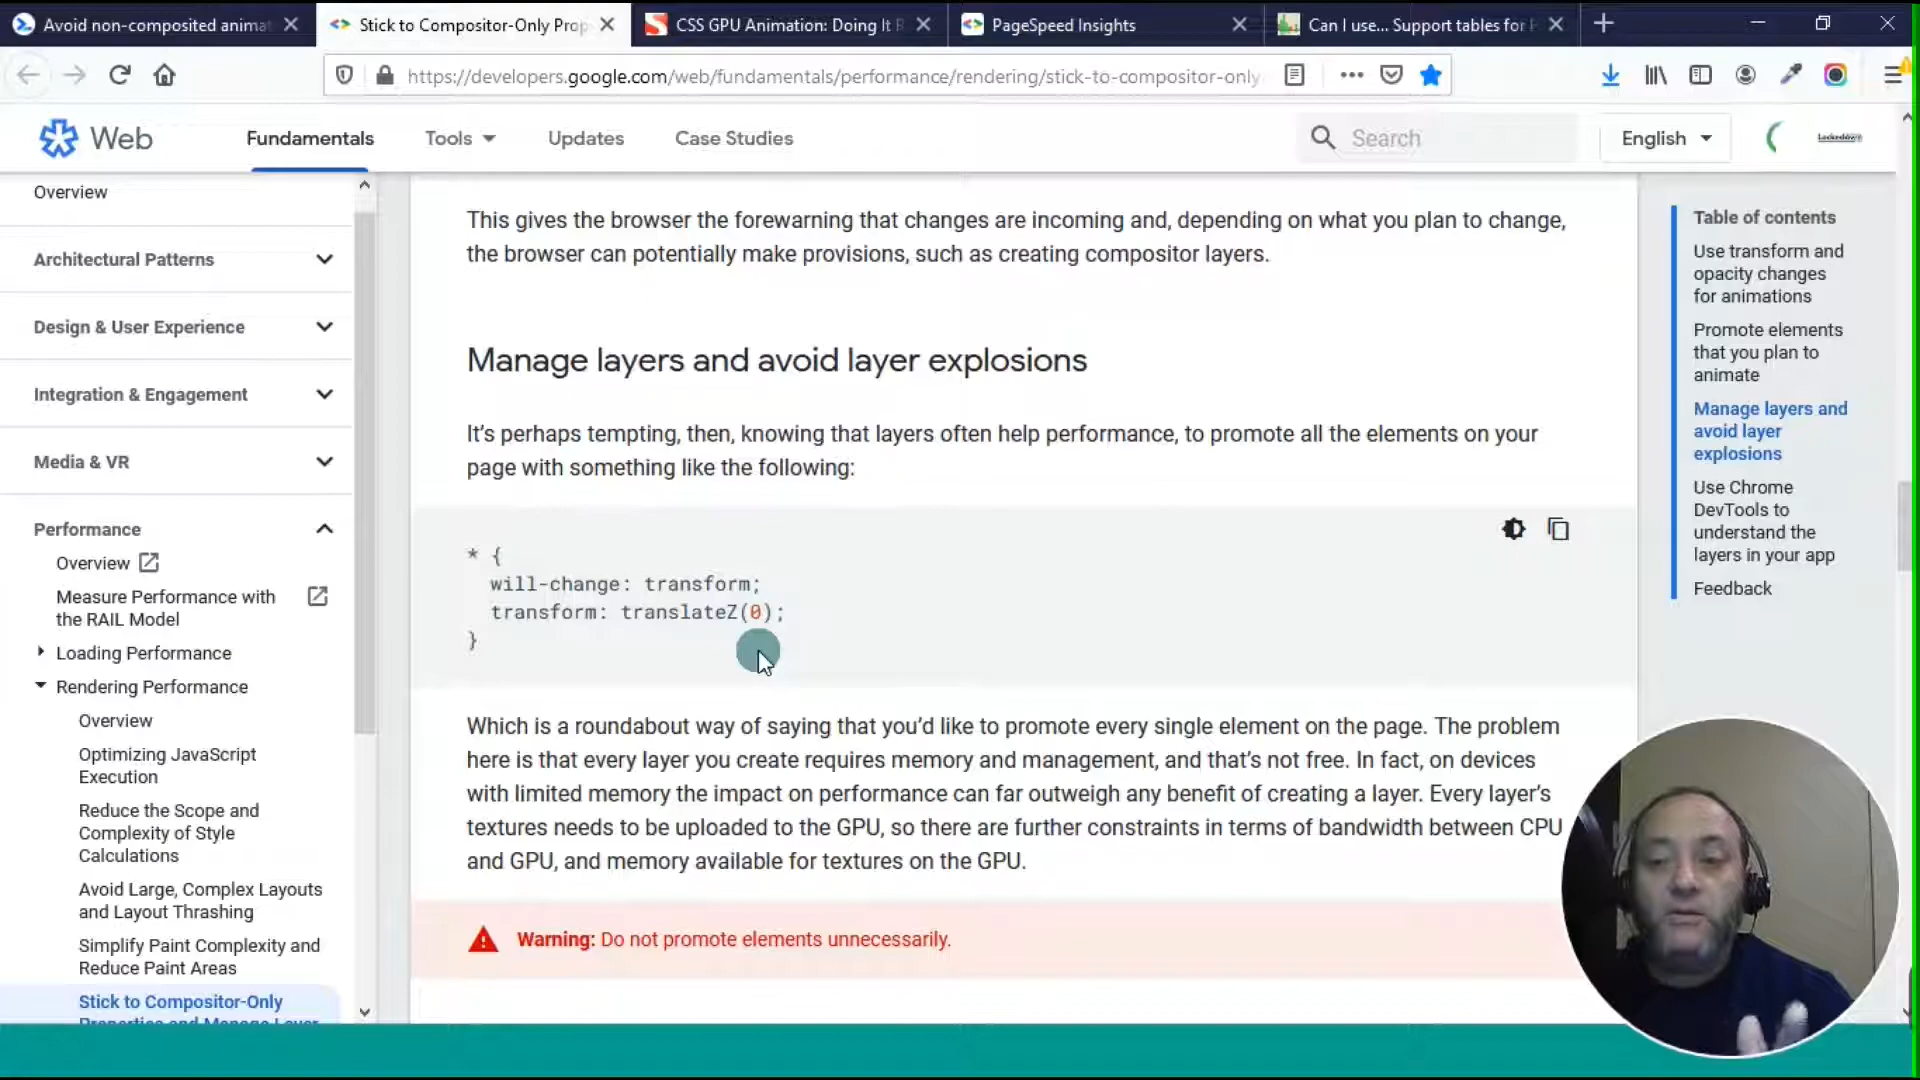 Avoid non-composited animat
Stick to Compositor-Only Prop
CSS GPU Animation: Doing It R
PageSpeed Insights
Can I use... Support tables for
https://developers.google.com/web/fundamentals/performance/rendering/stick-to-compositor-only
Web
Fundamentals
Tools
Updates
Case Studies
Search
English
Lockedown
Overview
Architectural Patterns
Design & User Experience
Integration & Engagement
Media & VR
Performance
Overview
Measure Performance with
the RAIL Model
Loading Performance
Rendering Performance
Overview
Optimizing JavaScript
Execution
Reduce the Scope and
Complexity of Style
Calculations
Avoid Large, Complex Layouts
and Layout Thrashing
Simplify Paint Complexity and
Reduce Paint Areas
Stick to Compositor-Only
Properties and Manage Layer
This gives the browser the forewarning that changes are incoming and, depending on what you plan to change,
the browser can potentially make provisions, such as creating compositor layers.
Manage layers and avoid layer explosions
It's perhaps tempting, then, knowing that layers often help performance, to promote all the elements on your
page with something like the following:
* {
will-change: transform;
transform: translateZ(0);
}
Which is a roundabout way of saying that you'd like to promote every single element on the page. The problem
here is that every layer you create requires memory and management, and that's not free. In fact, on devices
with limited memory the impact on performance can far outweigh any benefit of creating a layer. Every layer's
textures needs to be uploaded to the GPU, so there are further constraints in terms of bandwidth between CPU
and GPU, and memory available for textures on the GPU.
Warning: Do not promote elements unnecessarily.
Table of contents
Use transform and
opacity changes
for animations
Promote elements
that you plan to
animate
Manage layers and
avoid layer
explosions
Use Chrome
DevTools to
understand the
layers in your app
Feedback